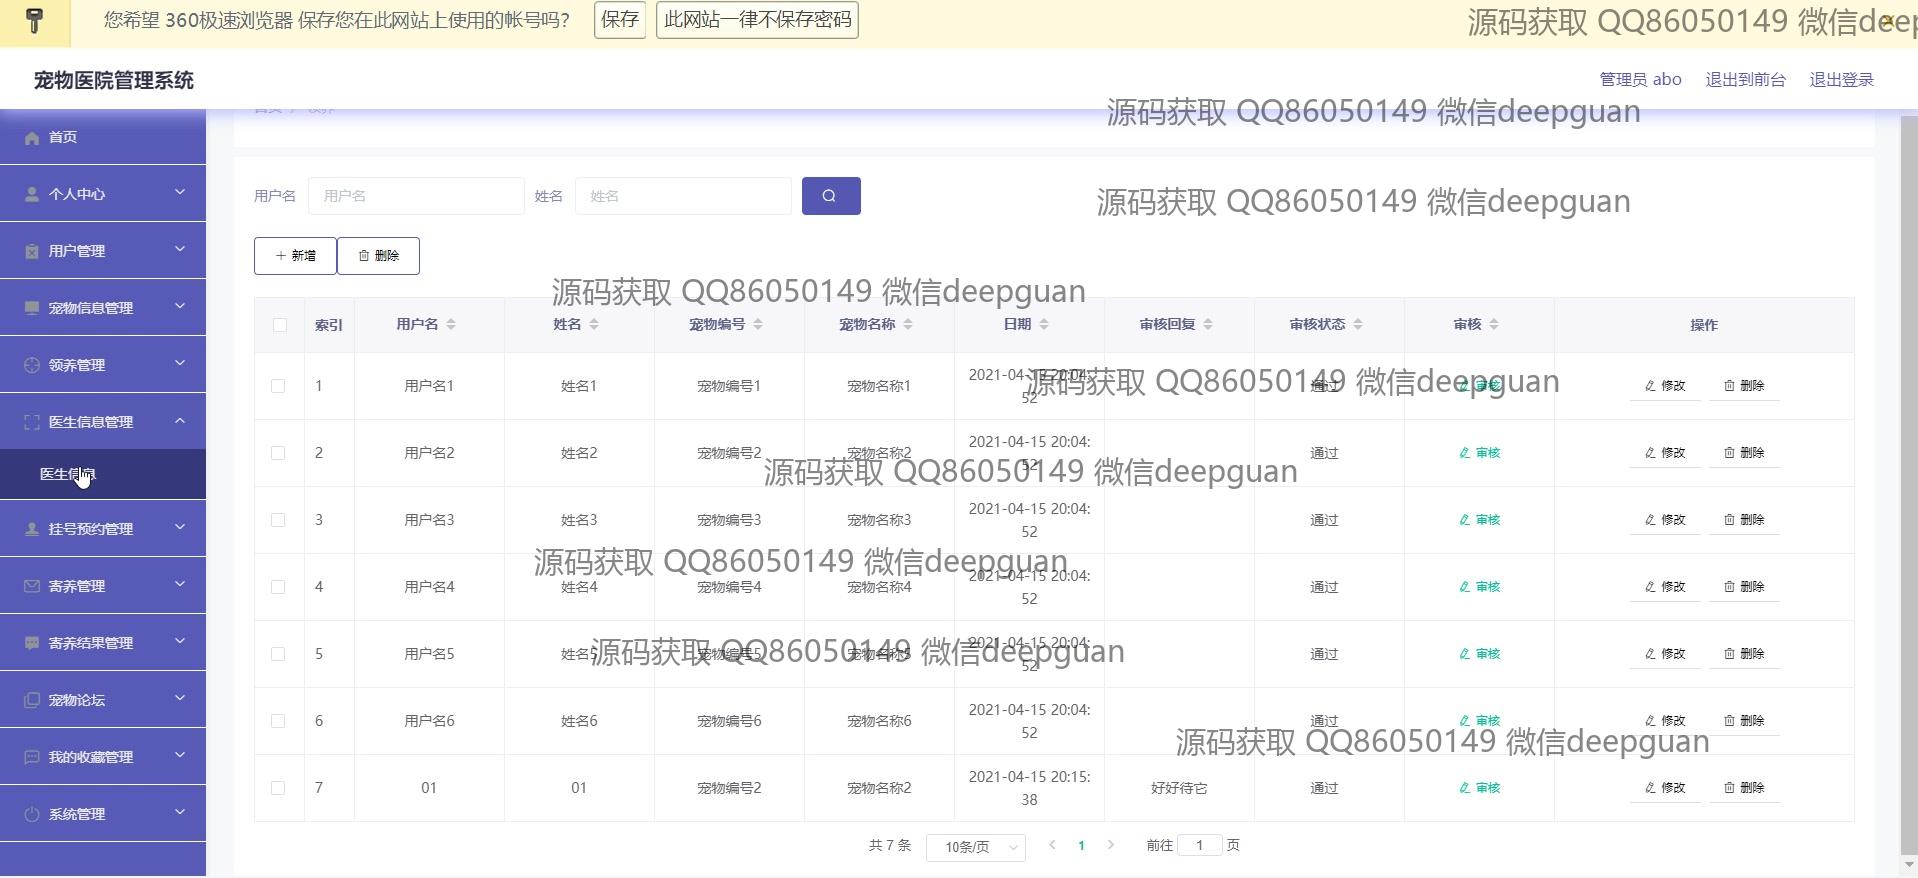 您希望 360极速浏览器 保存您在此网站上使用的帐号吗? 保存 此网站一律不保存密码
源码获取 QQ86050149 微信deep
宠物医院管理系统 管理员 abo 退出到前台 退出登录
源码获取 QQ86050149 微信deepguan
首页
个人中心
用户管理
宠物信息管理
领养管理
医生信息管理
医生信息
挂号预约管理
寄养管理
寄养结果管理
宠物论坛
我的收藏管理
系统管理
用户名 用户名 姓名 姓名
源码获取 QQ86050149 微信deepguan
新增 删除
源码获取 QQ86050149 微信deepguan
索引 用户名 姓名 宠物编号 宠物名称 日期 审核回复 审核状态 审核 操作
1 用户名1 姓名1 宠物编号1 宠物名称1 2021-04-15 20:04:52 通过 审核 修改 删除
源码获取 QQ86050149 微信deepguan
2 用户名2 姓名2 宠物编号2 宠物名称2 2021-04-15 20:04:52 通过 审核 修改 删除
源码获取 QQ86050149 微信deepguan
3 用户名3 姓名3 宠物编号3 宠物名称3 2021-04-15 20:04:52 通过 审核 修改 删除
源码获取 QQ86050149 微信deepguan
4 用户名4 姓名4 宠物编号4 宠物名称4 2021-04-15 20:04:52 通过 审核 修改 删除
5 用户名5 姓名5 宠物编号5 宠物名称5 2021-04-15 20:04:52 通过 审核 修改 删除
源码获取 QQ86050149 微信deepguan
6 用户名6 姓名6 宠物编号6 宠物名称6 2021-04-15 20:04:52 通过 审核 修改 删除
源码获取 QQ86050149 微信deepguan
7 01 01 宠物编号2 宠物名称2 2021-04-15 20:15:38 好好待它 通过 审核 修改 删除
共 7 条 10条/页 1 前往 1 页